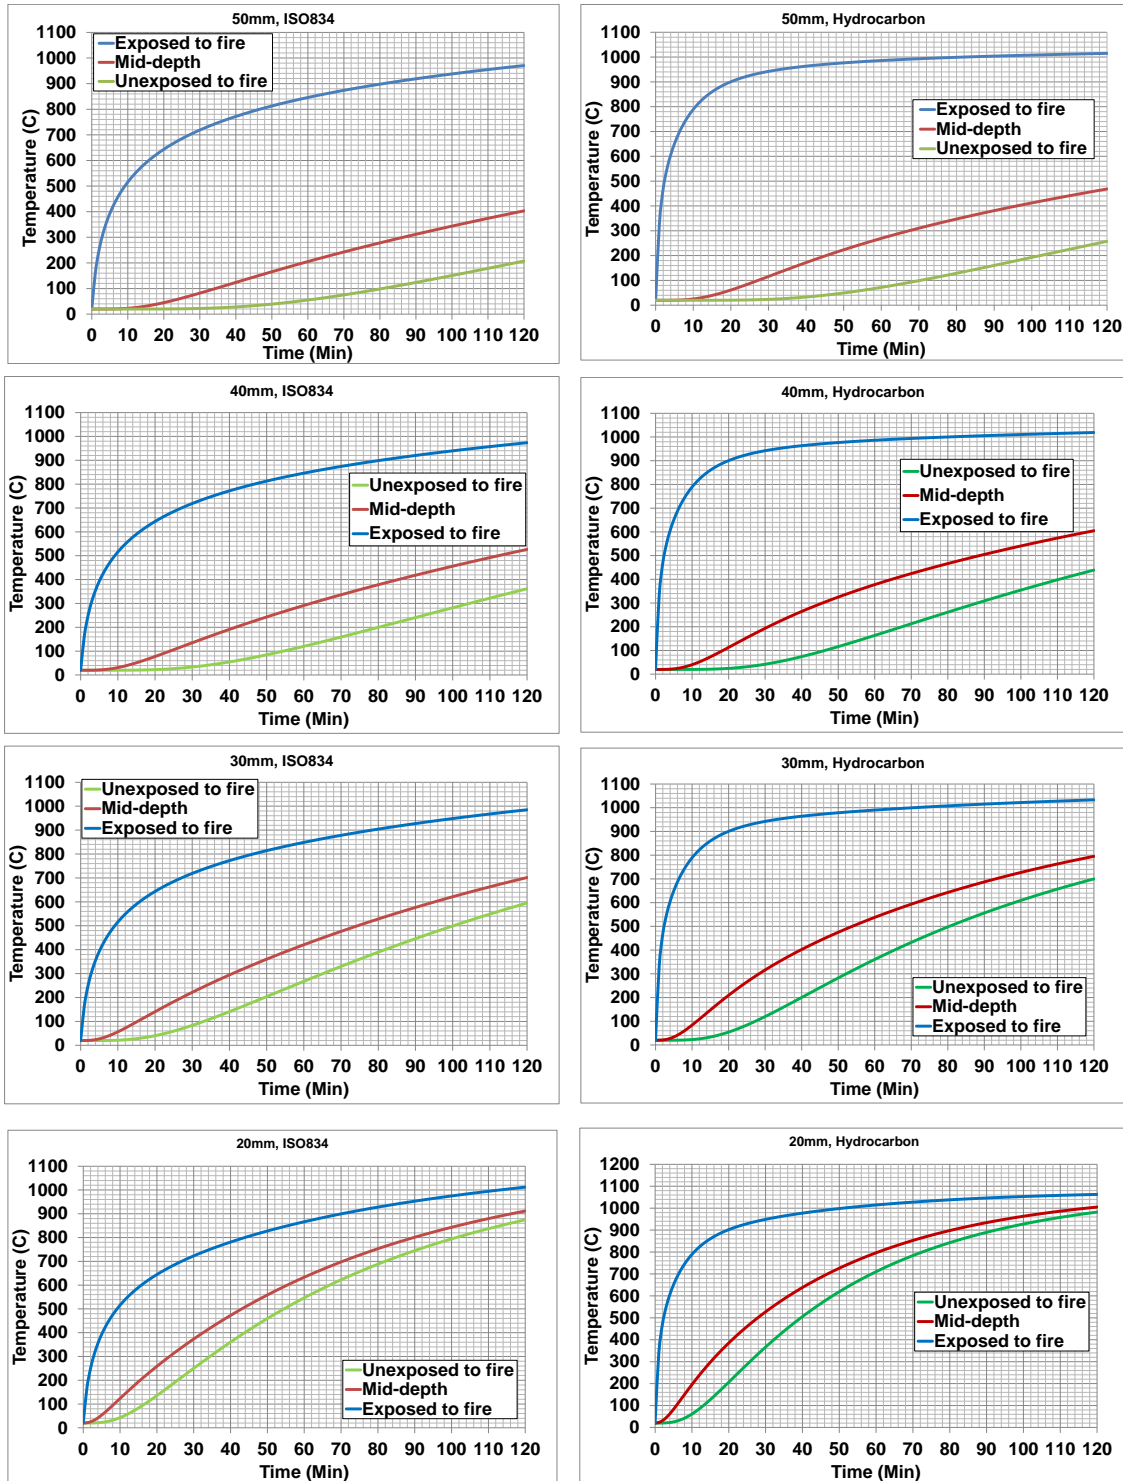 50mm, ISO834
1100
1000
900
800
700
600
500
400
300
200
100
0
Temperature (C)
Exposed to fire
Mid-depth
Unexposed to fire
0 10 20 30 40 50 60 70 80 90 100 110 120
Time (Min)
50mm, Hydrocarbon
1100
1000
900
800
700
600
500
400
300
200
100
0
Temperature (C)
Exposed to fire
Mid-depth
Unexposed to fire
0 10 20 30 40 50 60 70 80 90 100 110 120
Time (Min)
40mm, ISO834
1100
1000
900
800
700
600
500
400
300
200
100
0
Temperature (C)
Unexposed to fire
Mid-depth
Exposed to fire
0 10 20 30 40 50 60 70 80 90 100 110 120
Time (Min)
40mm, Hydrocarbon
1100
1000
900
800
700
600
500
400
300
200
100
0
Temperature (C)
Unexposed to fire
Mid-depth
Exposed to fire
0 10 20 30 40 50 60 70 80 90 100 110 120
Time (Min)
30mm, ISO834
1100
1000
900
800
700
600
500
400
300
200
100
0
Temperature (C)
Unexposed to fire
Mid-depth
Exposed to fire
0 10 20 30 40 50 60 70 80 90 100 110 120
Time (Min)
30mm, Hydrocarbon
1100
1000
900
800
700
600
500
400
300
200
100
0
Temperature (C)
Unexposed to fire
Mid-depth
Exposed to fire
0 10 20 30 40 50 60 70 80 90 100 110 120
Time (Min)
20mm, ISO834
1100
1000
900
800
700
600
500
400
300
200
100
0
Temperature (C)
Unexposed to fire
Mid-depth
Exposed to fire
0 10 20 30 40 50 60 70 80 90 100 110 120
Time (Min)
20mm, Hydrocarbon
1200
1100
1000
900
800
700
600
500
400
300
200
100
0
Temperature (C)
Unexposed to fire
Mid-depth
Exposed to fire
0 10 20 30 40 50 60 70 80 90 100 110 120
Time (Min)